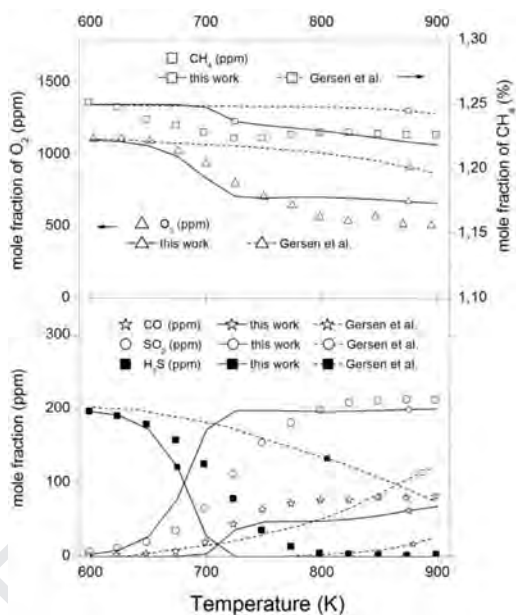 600 700 800 900
1,30
1,25
1,20
1,15
1,10
1500
1000
500
0
mole fraction of O2 (ppm)
mole fraction of CH4 (%)
CH4 (ppm)
this work Gersen et al.
O2 (ppm)
this work Gersen et al.
300
200
100
0
mole fraction (ppm)
CO (ppm) this work Gersen et al.
SO2 (ppm) this work Gersen et al.
H2S (ppm) this work Gersen et al.
600 700 800 900
Temperature (K)